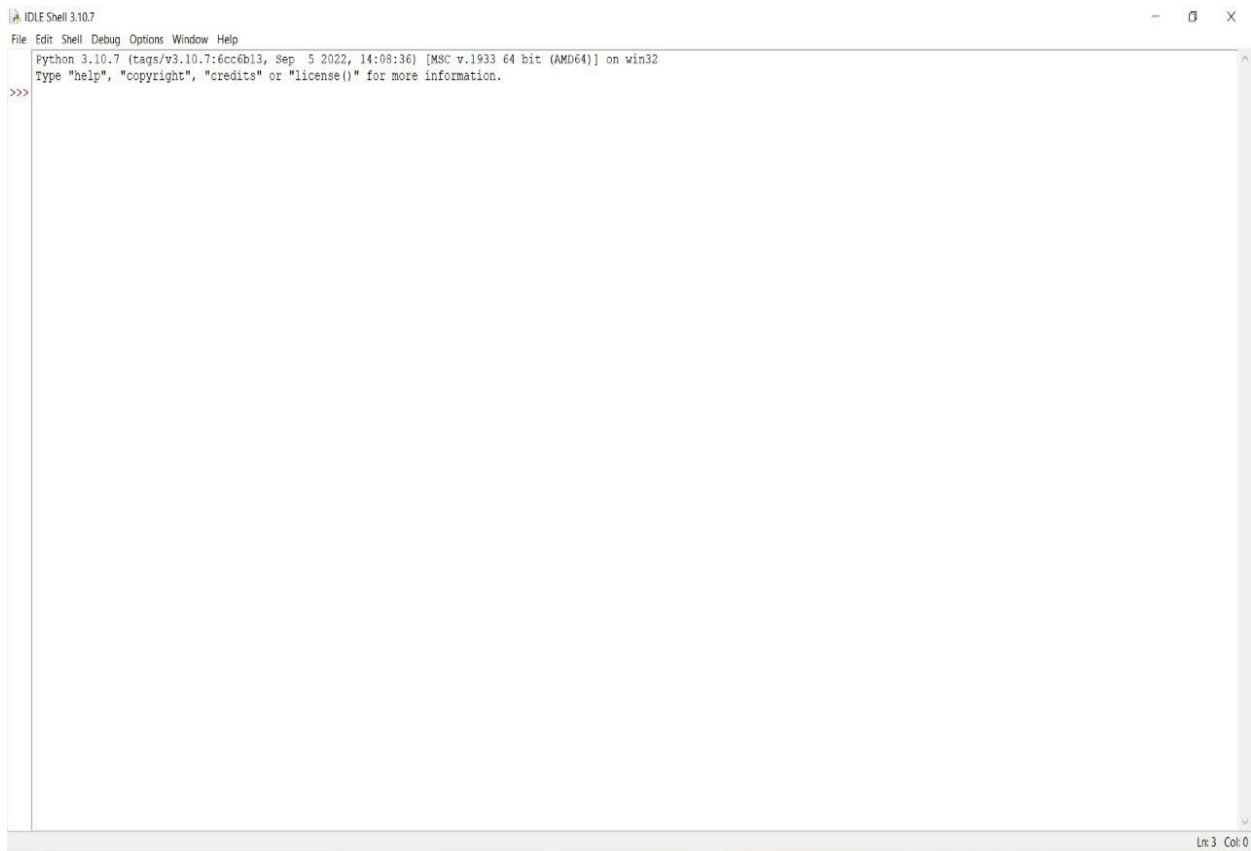 IDLE Shell 3.10.7
File Edit Shell Debug Options Window Help
Python 3.10.7 (tags/v3.10.7:6cc6b13, Sep  5 2022, 14:08:36) [MSC v.1933 64 bit (AMD64)] on win32
Type "help", "copyright", "credits" or "license()" for more information.
>>>
Ln: 3 Col: 0